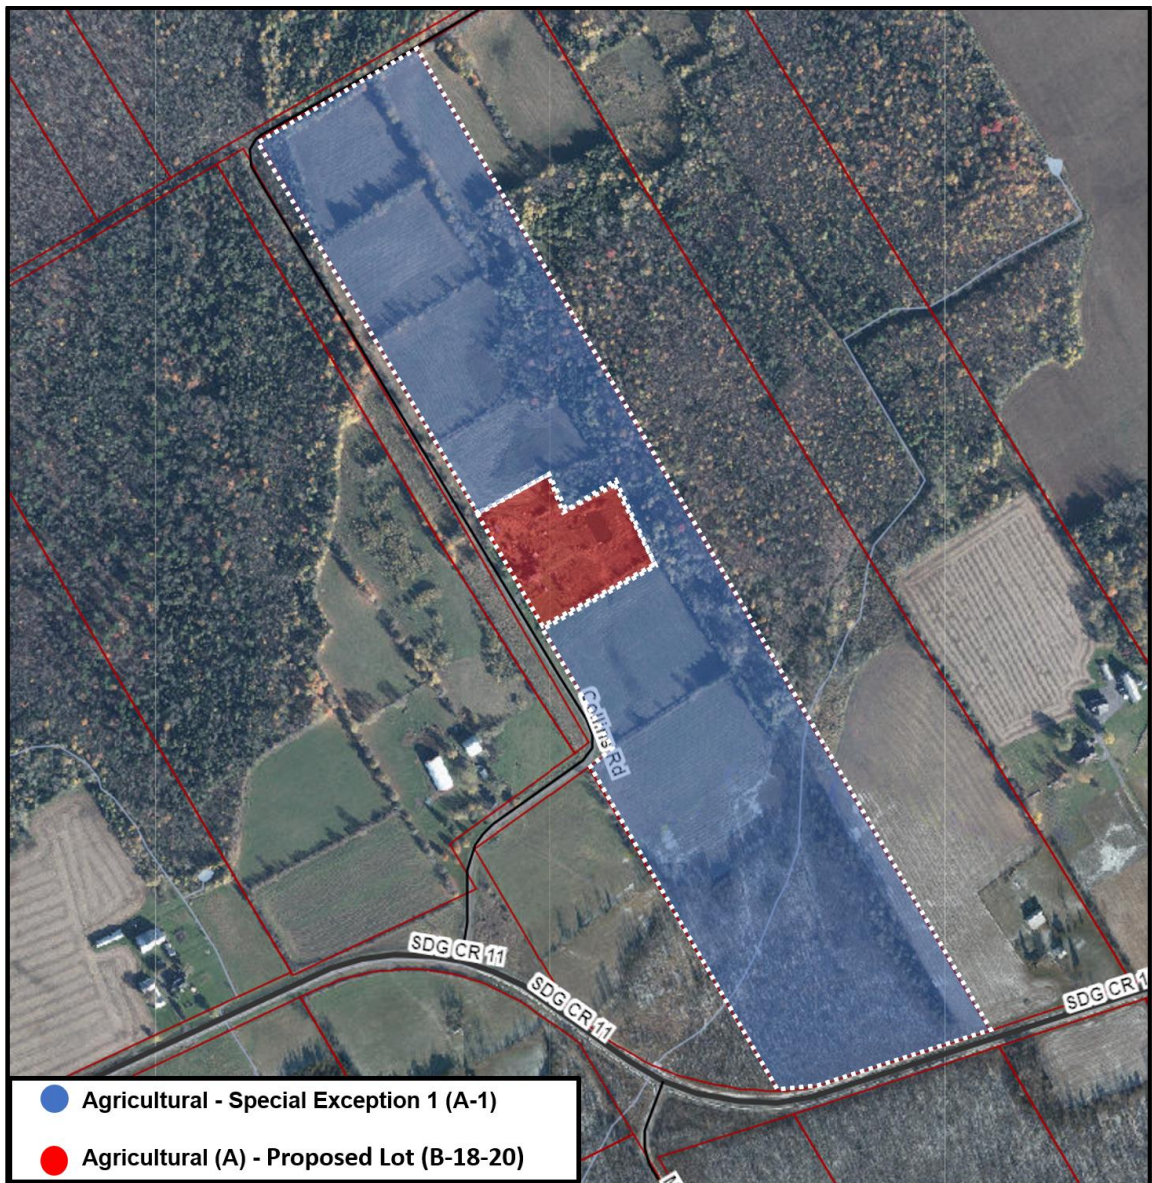 Collins Rd
SDG CR 11
SDG CR 11
SDG CR 1
Agricultural - Special Exception 1 (A-1)
Agricultural (A) - Proposed Lot (B-18-20)